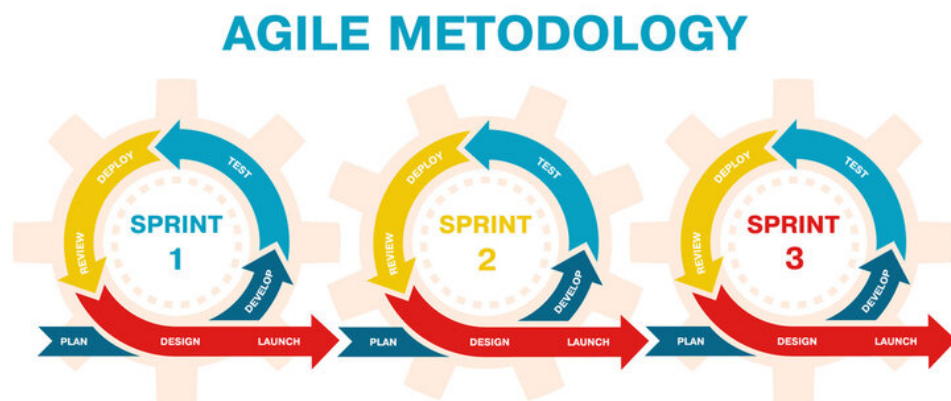 AGILE METODOLOGY
DEPLOY
TEST
REVIEW
SPRINT
1
DEVELOP
PLAN
DESIGN
LAUNCH
DEPLOY
TEST
REVIEW
SPRINT
2
DEVELOP
PLAN
DESIGN
LAUNCH
DEPLOY
TEST
REVIEW
SPRINT
3
DEVELOP
PLAN
DESIGN
LAUNCH